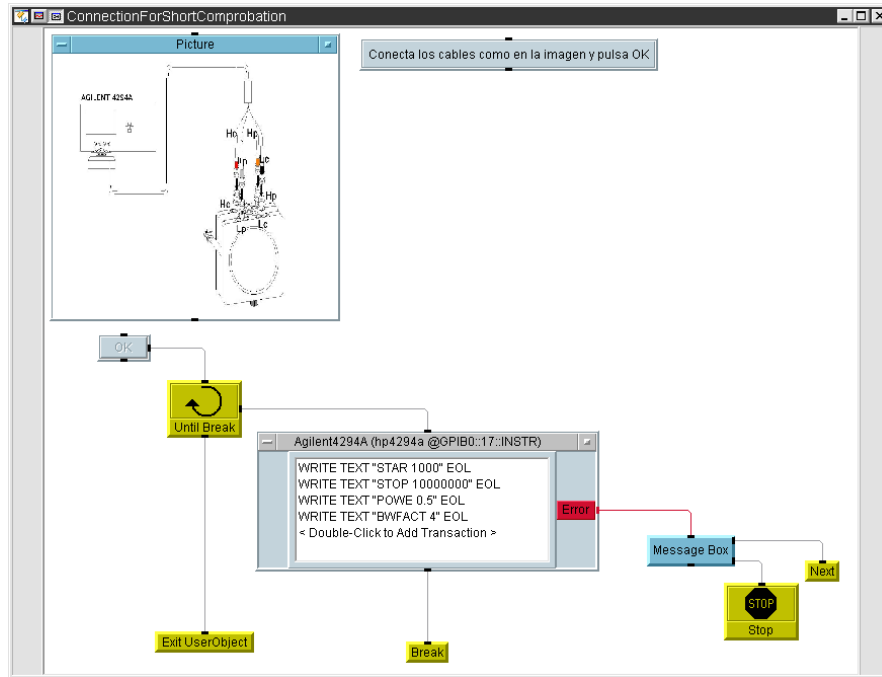 ConnectionForShortComprobation
Picture
Conecta los cables como en la imagen y pulsa OK
AGILENT 4294A
Hc Hp
Lp Lc
Hc Hp
Lp Lc
OK
Until Break
Agilent4294A (hp4294a @GPIB0::17::INSTR)
WRITE TEXT "STAR 1000" EOL
WRITE TEXT "STOP 10000000" EOL
WRITE TEXT "POWE 0.5" EOL
WRITE TEXT "BWFACT 4" EOL
< Double-Click to Add Transaction >
Error
Message Box
Next
STOP
Stop
Exit UserObject
Break